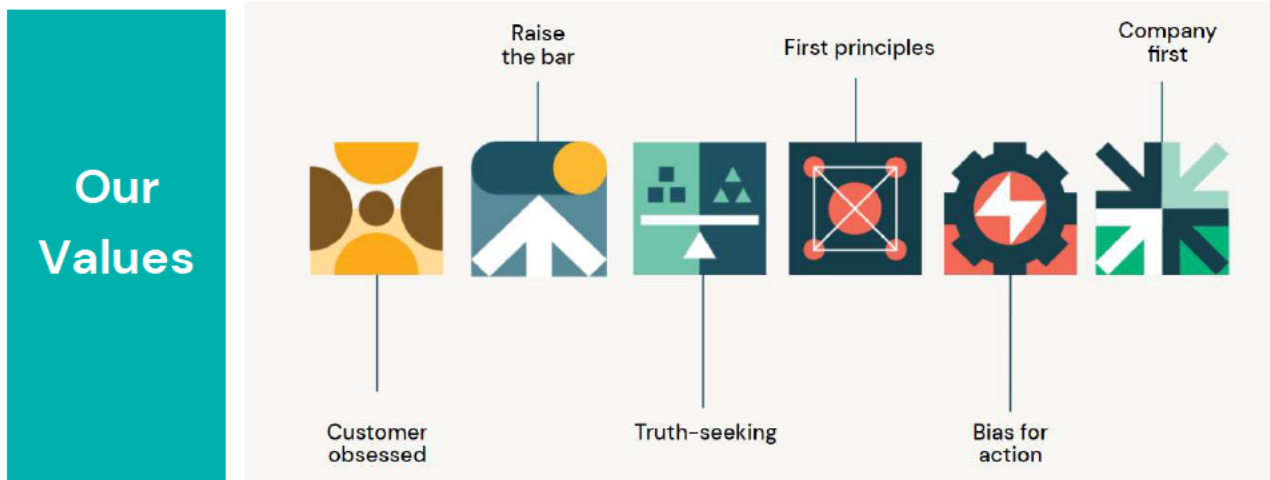 Our
Values
Raise
the bar
First principles
Company
first
Customer
obsessed
Truth-seeking
Bias for
action